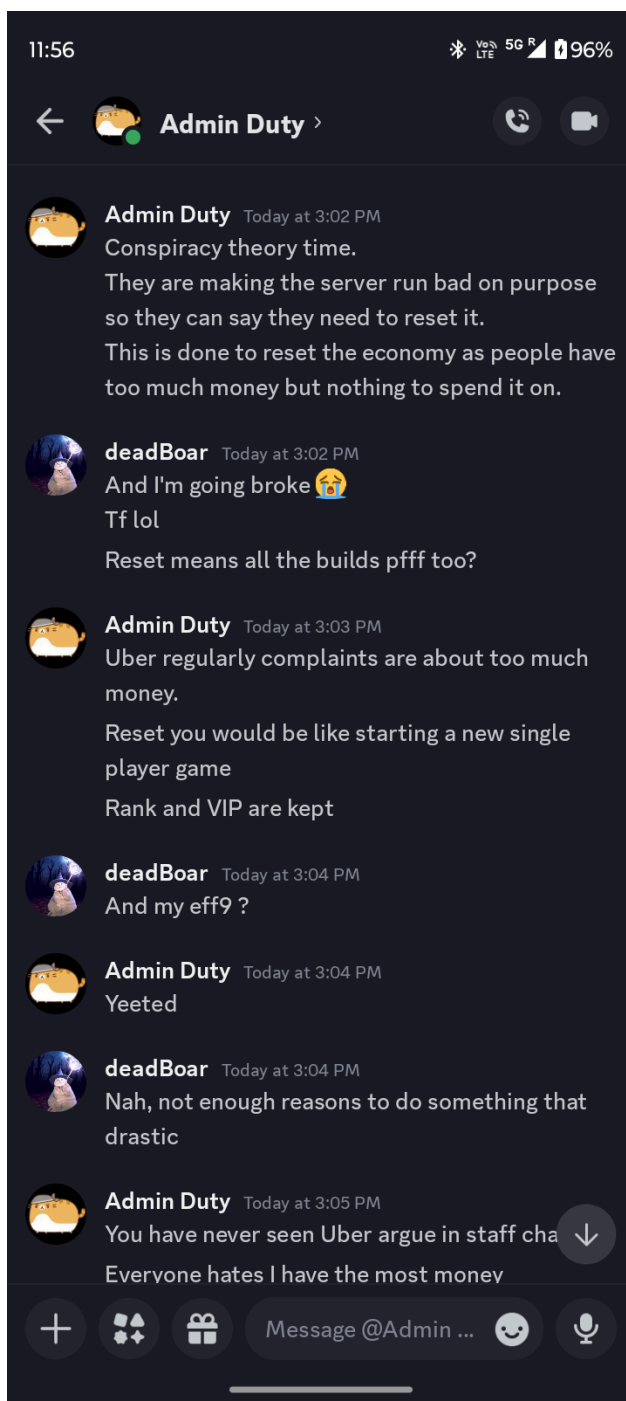 11:56
Vo)) LTE 5G R 96%
Admin Duty
Admin Duty Today at 3:02 PM
Conspiracy theory time.
They are making the server run bad on purpose
so they can say they need to reset it.
This is done to reset the economy as people have
too much money but nothing to spend it on.
deadBoar Today at 3:02 PM
And I'm going broke😭
Tf lol
Reset means all the builds pfff too?
Admin Duty Today at 3:03 PM
Uber regularly complaints are about too much
money.
Reset you would be like starting a new single
player game
Rank and VIP are kept
deadBoar Today at 3:04 PM
And my eff9 ?
Admin Duty Today at 3:04 PM
Yeeted
deadBoar Today at 3:04 PM
Nah, not enough reasons to do something that
drastic
Admin Duty Today at 3:05 PM
You have never seen Uber argue in staff cha
Everyone hates I have the most money
Message @Admin ...